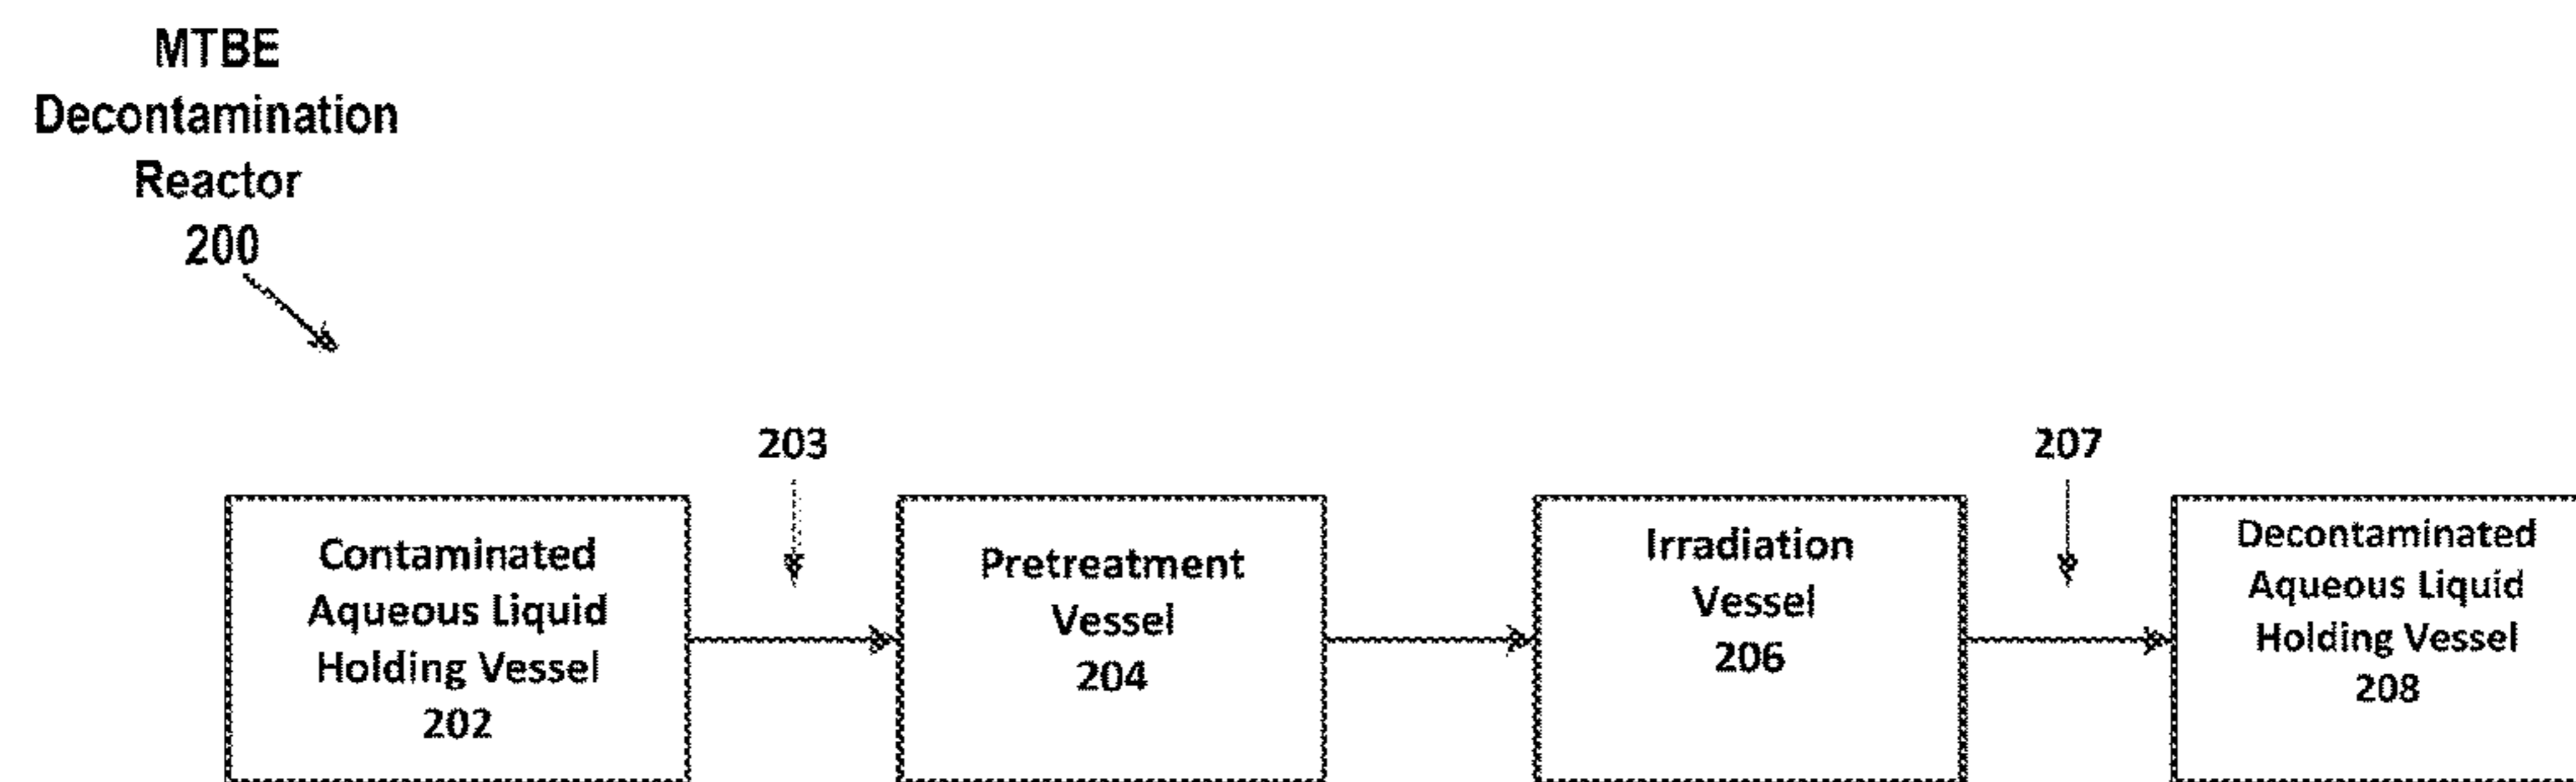 MTBE
Decontamination
Reactor
200
203
207
Contaminated
Aqueous Liquid
Holding Vessel
202
Pretreatment
Vessel
204
Irradiation
Vessel
206
Decontaminated
Aqueous Liquid
Holding Vessel
208